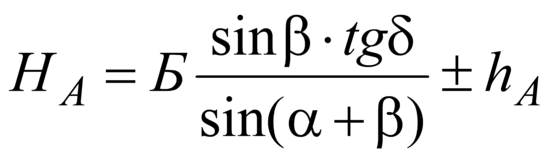 H_A = Б (sinβ · tgδ) / (sin(α + β)) ± h_A